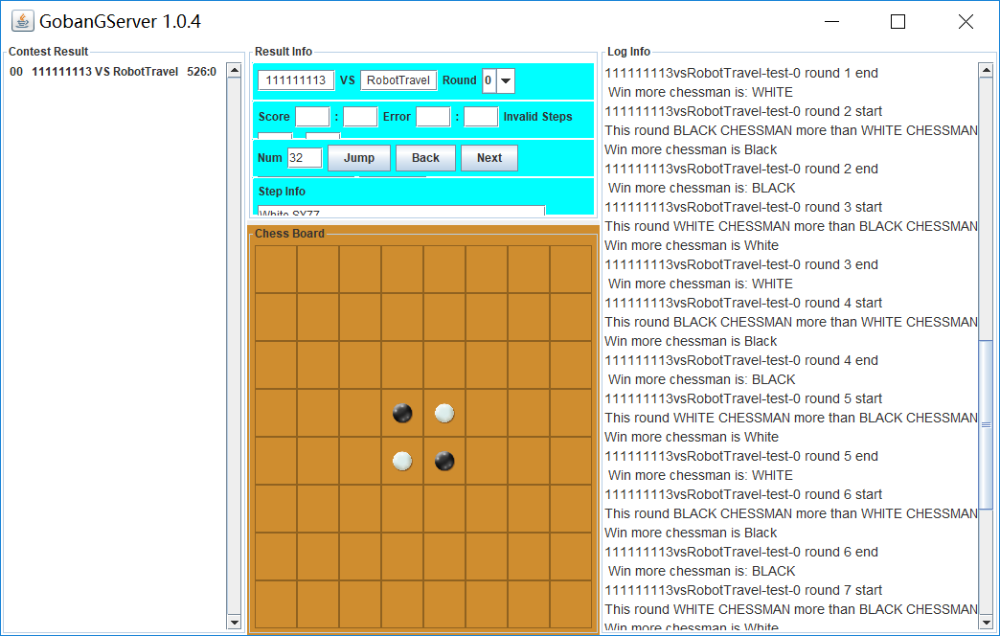 GobanGServer 1.0.4
Contest Result
00 111111113 VS RobotTravel 526:0
Result Info
111111113 VS RobotTravel Round 0
Score : Error : Invalid Steps
Num 32 Jump Back Next
Step Info
White SY77
Chess Board
Log Info
111111113vsRobotTravel-test-0 round 1 end
Win more chessman is: WHITE
111111113vsRobotTravel-test-0 round 2 start
This round BLACK CHESSMAN more than WHITE CHESSMAN
Win more chessman is Black
111111113vsRobotTravel-test-0 round 2 end
Win more chessman is: BLACK
111111113vsRobotTravel-test-0 round 3 start
This round WHITE CHESSMAN more than BLACK CHESSMAN
Win more chessman is White
111111113vsRobotTravel-test-0 round 3 end
Win more chessman is: WHITE
111111113vsRobotTravel-test-0 round 4 start
This round BLACK CHESSMAN more than WHITE CHESSMAN
Win more chessman is Black
111111113vsRobotTravel-test-0 round 4 end
Win more chessman is: BLACK
111111113vsRobotTravel-test-0 round 5 start
This round WHITE CHESSMAN more than BLACK CHESSMAN
Win more chessman is White
111111113vsRobotTravel-test-0 round 5 end
Win more chessman is: WHITE
111111113vsRobotTravel-test-0 round 6 start
This round BLACK CHESSMAN more than WHITE CHESSMAN
Win more chessman is Black
111111113vsRobotTravel-test-0 round 6 end
Win more chessman is: BLACK
111111113vsRobotTravel-test-0 round 7 start
This round WHITE CHESSMAN more than BLACK CHESSMAN
Win more chessman is White